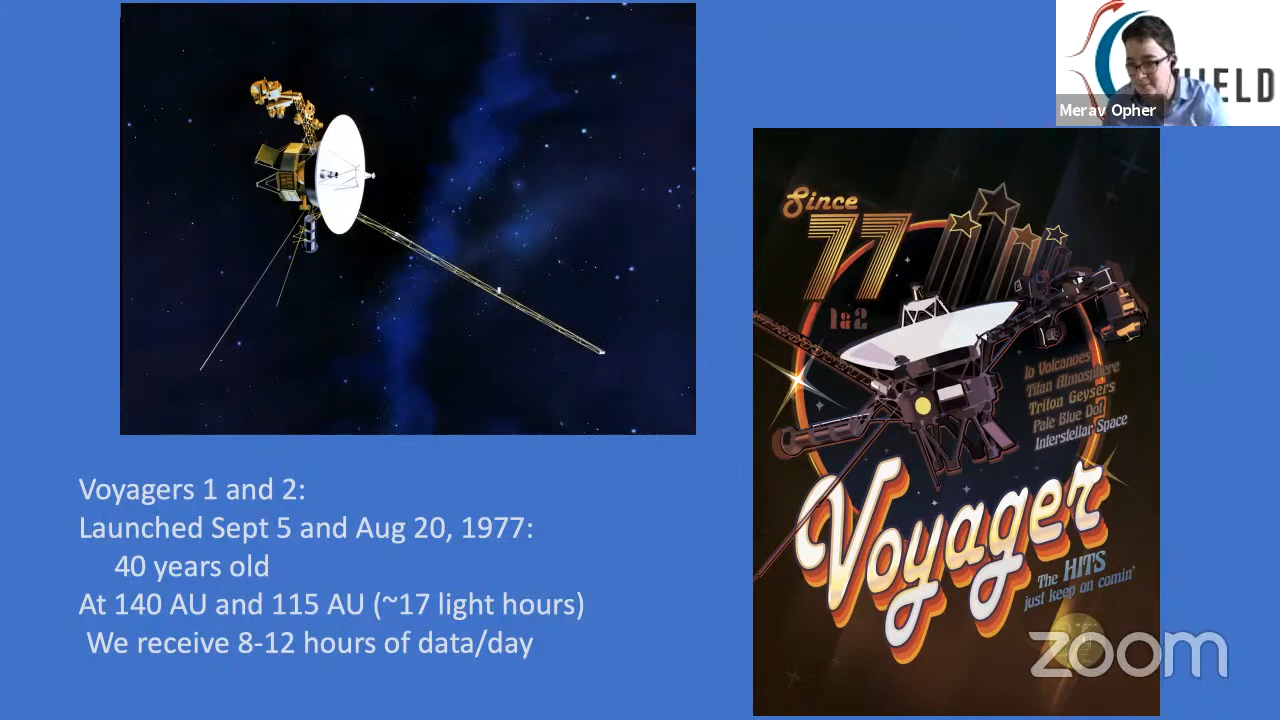 HIELD
Merav Opher
Since
77
1&2
Io Volcanoes
Titan Atmosphere
Triton Geysers
Pale Blue Dot
Interstellar Space
Voyager
The HITS
just keep on comin'
zoom
Voyagers 1 and 2:
Launched Sept 5 and Aug 20, 1977:
40 years old
At 140 AU and 115 AU (~17 light hours)
We receive 8-12 hours of data/day